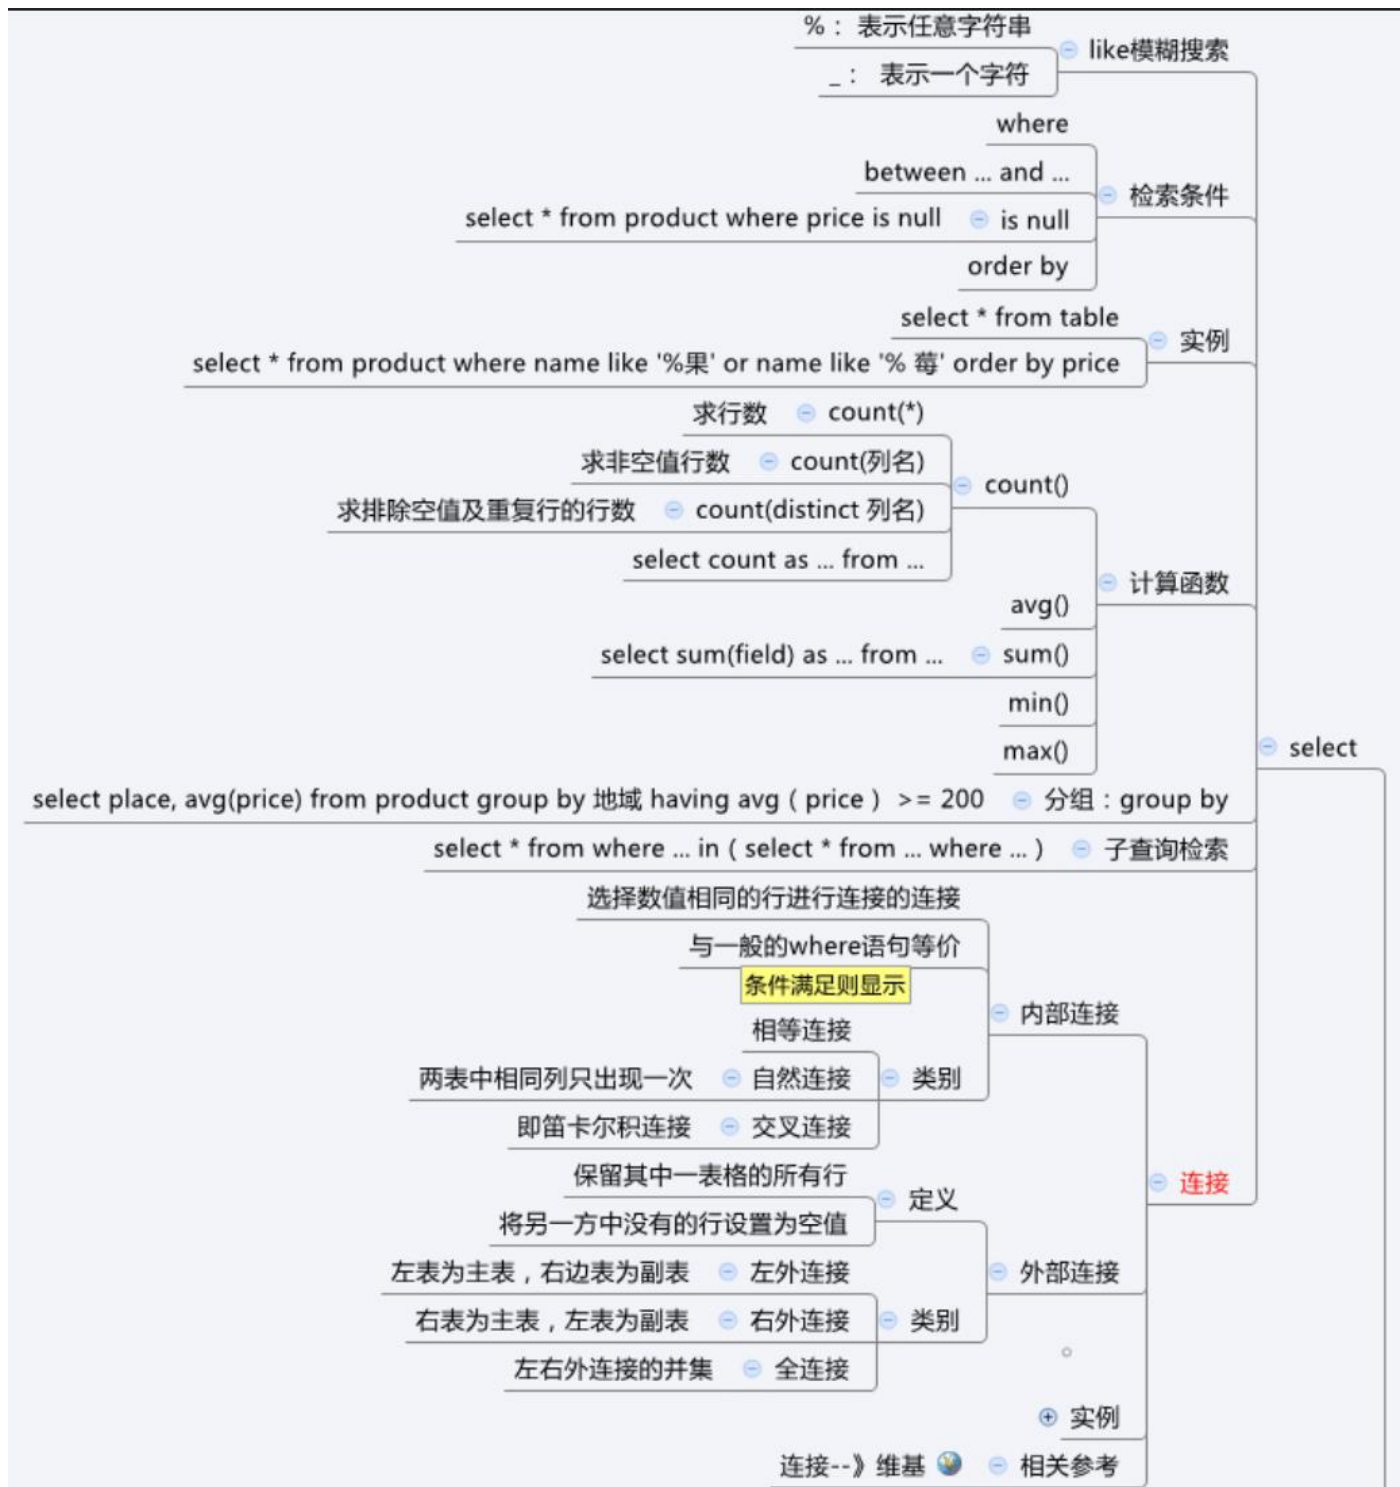 % : 表示任意字符串
like模糊搜索
_ : 表示一个字符
where
between ... and ...
检索条件
select * from product where price is null
is null
order by
select * from table
实例
select * from product where name like '%果' or name like '% 莓' order by price
求行数
count(*)
求非空值行数
count(列名)
count()
求排除空值及重复行的行数
count(distinct 列名)
select count as ... from ...
计算函数
avg()
select sum(field) as ... from ...
sum()
min()
max()
select
select place, avg(price) from product group by 地域 having avg ( price ) >= 200
分组：group by
select * from where ... in ( select * from ... where ... )
子查询检索
选择数值相同的行进行连接的连接
与一般的where语句等价
条件满足则显示
内部连接
相等连接
两表中相同列只出现一次
自然连接
类别
即笛卡尔积连接
交叉连接
保留其中一表格的所有行
连接
定义
将另一方中没有的行设置为空值
左表为主表，右边表为副表
左外连接
外部连接
右表为主表，左表为副表
右外连接
类别
左右外连接的并集
全连接
实例
连接--》维基
相关参考